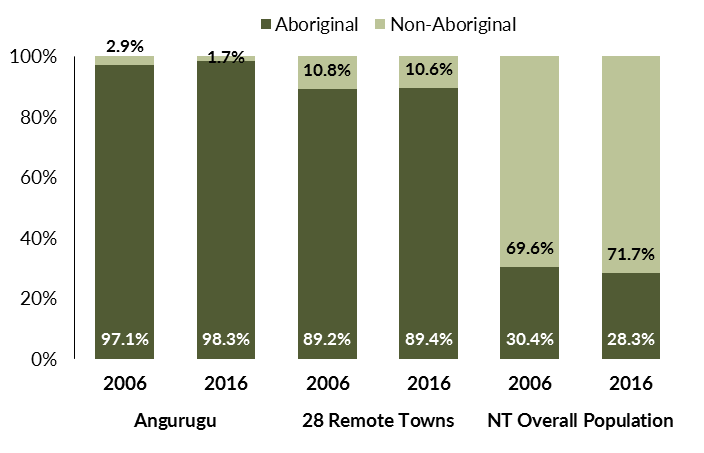 Aboriginal Non-Aboriginal
100%
80%
60%
40%
20%
0%
2.9% 1.7% 10.8% 10.6% 69.6% 71.7%
97.1% 98.3% 89.2% 89.4% 30.4% 28.3%
2006 2016 2006 2016 2006 2016
Angurugu 28 Remote Towns NT Overall Population